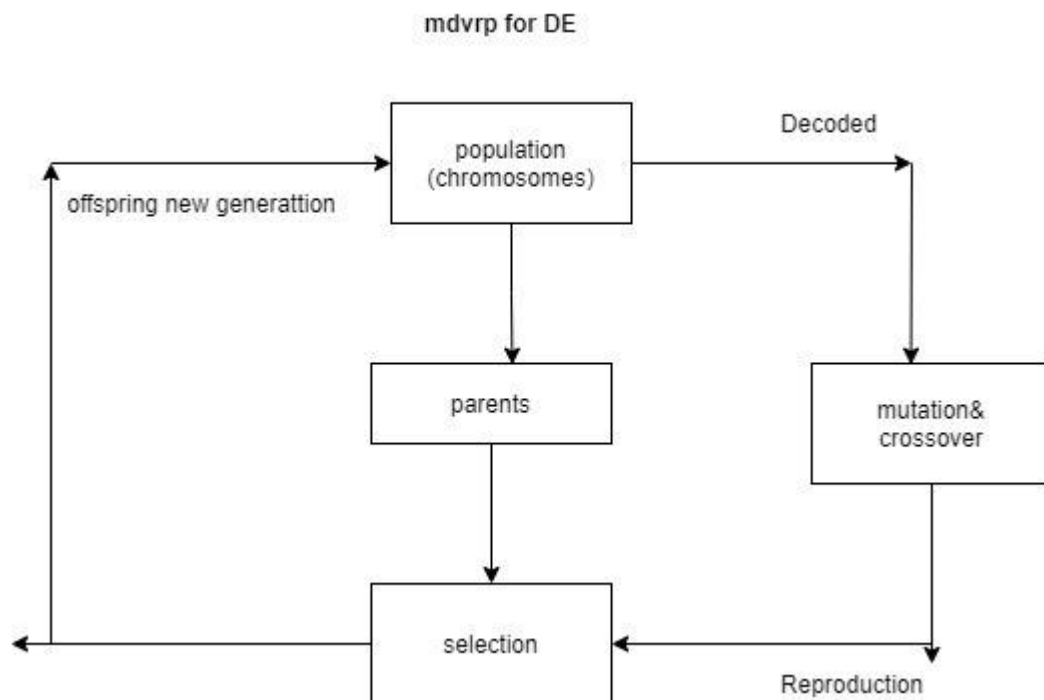 mdvrp for DE
population
(chromosomes)
Decoded
offspring new generattion
parents
mutation&
crossover
selection
Reproduction